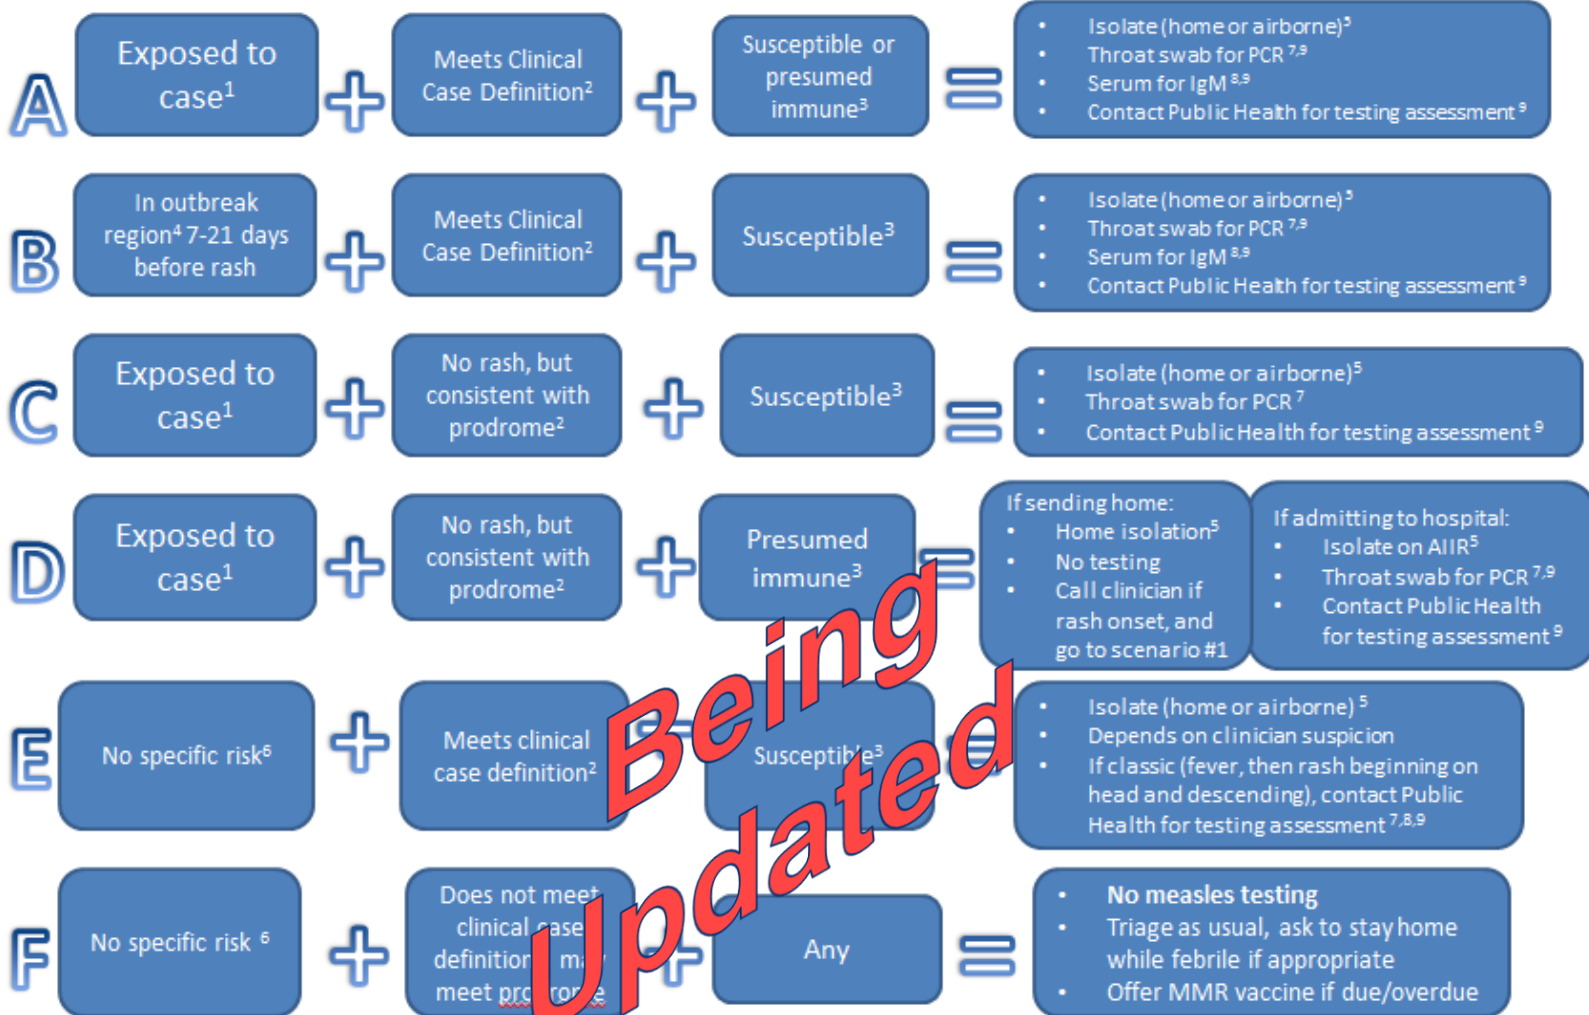 A
Exposed to
case¹
+
Meets Clinical
Case Definition²
+
Susceptible or
presumed
immune³
=
• Isolate (home or airborne)⁵
• Throat swab for PCR ⁷,⁹
• Serum for IgM ⁸,⁹
• Contact Public Health for testing assessment ⁹
B
In outbreak
region⁴ 7-21 days
before rash
+
Meets Clinical
Case Definition²
+
Susceptible³
=
• Isolate (home or airborne)⁵
• Throat swab for PCR ⁷,⁹
• Serum for IgM ⁸,⁹
• Contact Public Health for testing assessment ⁹
C
Exposed to
case¹
+
No rash, but
consistent with
prodrome²
+
Susceptible³
=
• Isolate (home or airborne)⁵
• Throat swab for PCR ⁷
• Contact Public Health for testing assessment ⁹
D
Exposed to
case¹
+
No rash, but
consistent with
prodrome²
+
Presumed
immune³
=
If sending home:
• Home isolation⁵
• No testing
• Call clinician if
rash onset, and
go to scenario #1
If admitting to hospital:
• Isolate on AIIR⁵
• Throat swab for PCR ⁷,⁹
• Contact Public Health
for testing assessment ⁹
E
No specific risk⁶
+
Meets clinical
case definition²
+
Susceptible³
=
• Isolate (home or airborne) ⁵
• Depends on clinician suspicion
• If classic (fever, then rash beginning on
head and descending), contact Public
Health for testing assessment ⁷,⁸,⁹
F
No specific risk ⁶
+
Does not meet
clinical case
definition may
meet prodrome
+
Any
=
• No measles testing
• Triage as usual, ask to stay home
while febrile if appropriate
• Offer MMR vaccine if due/overdue
Being
Updated